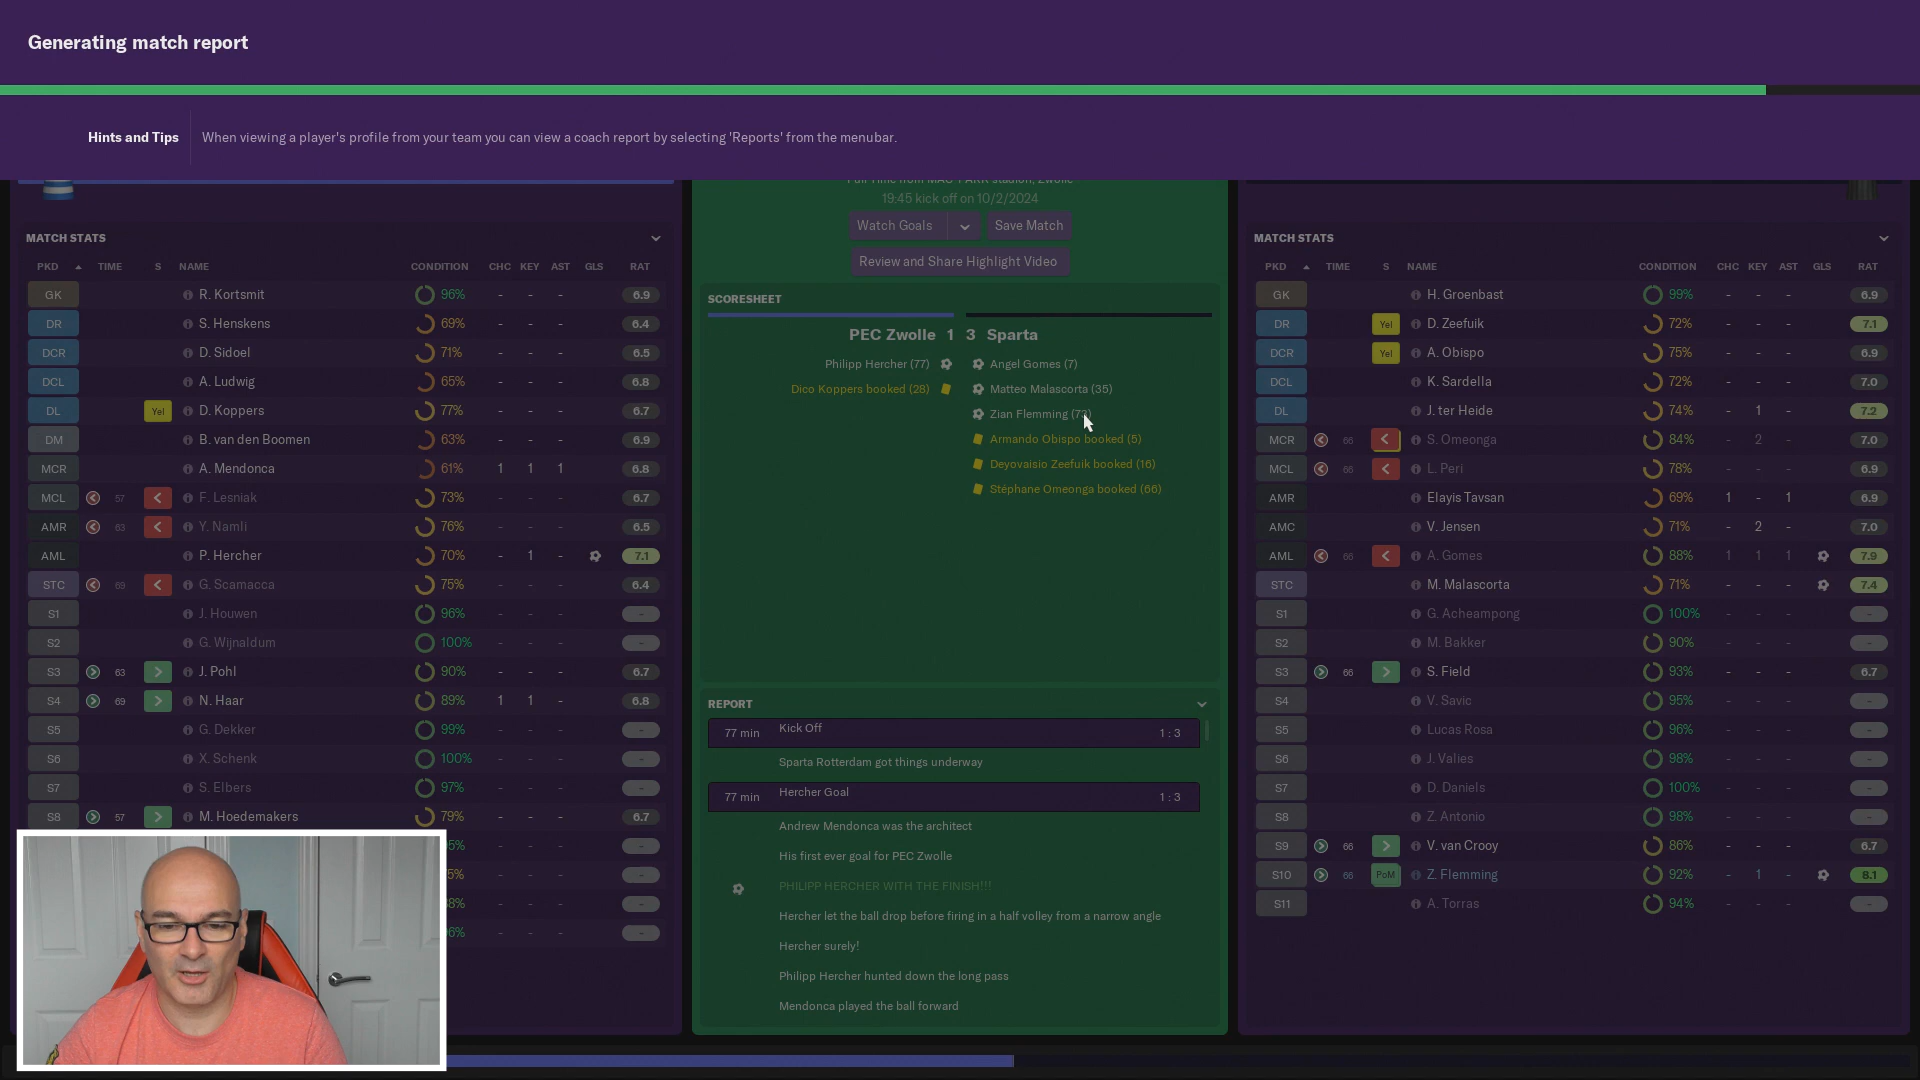 Generating match report
Hints and Tips When viewing a player's profile from your team you can view a coach report by selecting 'Reports' from the menubar.
19:45 kick off on 10/2/2024
Watch Goals Save Match
Review and Share Highlight Video
MATCH STATS
PKD TIME S NAME CONDITION CHC KEY AST GLS RAT
GK R. Kortsmit 96% - - - 6.9
DR S. Henskens 69% - - - 6.4
DCR D. Sidoel 71% - - - 6.5
DCL A. Ludwig 65% - - - 6.8
DL Yel D. Koppers 77% - - - 6.7
DM B. van den Boomen 63% - - - 6.9
MCR A. Mendonca 61% 1 1 1 6.8
MCL 57 F. Lesniak 73% - - - 6.7
AMR 63 Y. Namli 76% - - - 6.5
AML P. Hercher 70% - 1 - 7.1
STC 69 G. Scamacca 75% - - - 6.4
S1 J. Houwen 96% - - - -
S2 G. Wijnaldum 100% - - - -
S3 63 J. Pohl 90% - - - 6.7
S4 69 N. Haar 89% 1 1 - 6.8
S5 G. Dekker 99% - - - -
S6 X. Schenk 100% - - - -
S7 S. Elbers 97% - - - -
S8 57 M. Hoedemakers 79% - - - 6.7
5% - - - -
5% - - - -
8% - - - -
6% - - - -
SCORESHEET
PEC Zwolle 1 3 Sparta
Philipp Hercher (77) Angel Gomes (7)
Dico Koppers booked (28) Matteo Malascorta (35)
Zian Flemming
Armando Obispo booked (5)
Deyovaisio Zeefuik booked (16)
Stéphane Omeonga booked (66)
REPORT
77 min Kick Off 1 : 3
Sparta Rotterdam got things underway
77 min Hercher Goal 1 : 3
Andrew Mendonca was the architect
His first ever goal for PEC Zwolle
PHILIPP HERCHER WITH THE FINISH!!!
Hercher let the ball drop before firing in a half volley from a narrow angle
Hercher surely!
Philipp Hercher hunted down the long pass
Mendonca played the ball forward
MATCH STATS
PKD TIME S NAME CONDITION CHC KEY AST GLS RAT
GK H. Groenbast 99% - - - 6.9
DR Yel D. Zeefuik 72% - - - 7.1
DCR Yel A. Obispo 75% - - - 6.9
DCL K. Sardella 72% - - - 7.0
DL J. ter Heide 74% - 1 - 7.2
MCR 66 S. Omeonga 84% - 2 - 7.0
MCL 66 L. Peri 78% - - - 6.9
AMR Elayis Tavsan 69% 1 - 1 6.9
AMC V. Jensen 71% - 2 - 7.0
AML 66 A. Gomes 88% 1 1 1 7.9
STC M. Malascorta 71% - - - 7.4
S1 G. Acheampong 100% - - - -
S2 M. Bakker 90% - - - -
S3 66 S. Field 93% - - - 6.7
S4 V. Savic 95% - - - -
S5 Lucas Rosa 96% - - - -
S6 J. Valies 98% - - - -
S7 D. Daniels 100% - - - -
S8 Z. Antonio 98% - - - -
S9 66 V. van Crooy 86% - - - 6.7
S10 66 PoM Z. Flemming 92% - 1 - 8.1
S11 A. Torras 94% - - - -